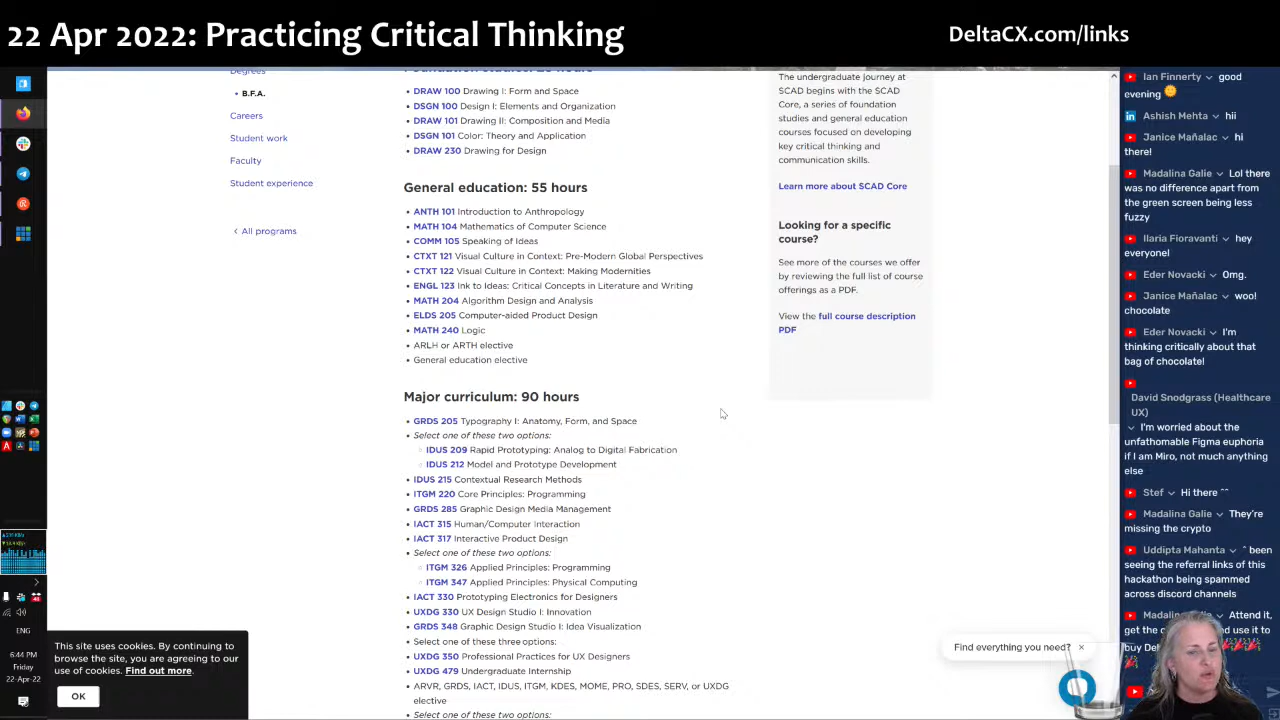 22 Apr 2022: Practicing Critical Thinking
DeltaCX.com/links
Degrees
• B.F.A.
Careers
Student work
Faculty
Student experience
‹ All programs
• DRAW 100 Drawing I: Form and Space
• DSGN 100 Design I: Elements and Organization
• DRAW 101 Drawing II: Composition and Media
• DSGN 101 Color: Theory and Application
• DRAW 230 Drawing for Design
General education: 55 hours
• ANTH 101 Introduction to Anthropology
• MATH 104 Mathematics of Computer Science
• COMM 105 Speaking of Ideas
• CTXT 121 Visual Culture in Context: Pre-Modern Global Perspectives
• CTXT 122 Visual Culture in Context: Making Modernities
• ENGL 123 Ink to Ideas: Critical Concepts in Literature and Writing
• MATH 204 Algorithm Design and Analysis
• ELDS 205 Computer-aided Product Design
• MATH 240 Logic
• ARLH or ARTH elective
• General education elective
Major curriculum: 90 hours
• GRDS 205 Typography I: Anatomy, Form, and Space
• Select one of these two options:
IDUS 209 Rapid Prototyping: Analog to Digital Fabrication
IDUS 212 Model and Prototype Development
• IDUS 215 Contextual Research Methods
• ITGM 220 Core Principles: Programming
• GRDS 285 Graphic Design Media Management
• IACT 315 Human/Computer Interaction
• IACT 317 Interactive Product Design
• Select one of these two options:
ITGM 326 Applied Principles: Programming
ITGM 347 Applied Principles: Physical Computing
• IACT 330 Prototyping Electronics for Designers
• UXDG 330 UX Design Studio I: Innovation
• GRDS 348 Graphic Design Studio I: Idea Visualization
• Select one of these three options:
• UXDG 350 Professional Practices for UX Designers
• UXDG 479 Undergraduate Internship
• ARVR, GRDS, IACT, IDUS, ITGM, KDES, MOME, PRO, SDES, SERV, or UXDG
elective
• Select one of these two options:
The undergraduate journey at
SCAD begins with the SCAD
Core, a series of foundation
studies and general education
courses focused on developing
key critical thinking and
communication skills.
Learn more about SCAD Core
Looking for a specific
course?
See more of the courses we offer
by reviewing the full list of course
offerings as a PDF.
View the full course description
PDF
Find everything you need? ×
This site uses cookies. By continuing
to browse the site, you are agreeing to
our use of cookies. Find out more.
OK
ENG
6:44 PM
Friday
22-Apr-22
Ian Finnerty good
evening
Ashish Mehta hii
Janice Mañalac hi
there!
Madalina Galie Lol there
was no difference apart from
the green screen being less
fuzzy
Ilaria Fioravanti hey
everyone!
Eder Novacki Omg.
Janice Mañalac woo!
chocolate
Eder Novacki I'm
thinking critically about that
bag of chocolate!
David Snodgrass (Healthcare
UX)
I'm worried about the
unfathomable Figma euphoria
if I am Miro, not much anything
else
Stef Hi there ^^
Madalina Galie They're
missing the crypto
Uddipta Mahanta ^ been
seeing the referral links of this
hackathon being spammed
across discord channels
Madalina Galie Attend it,
get the
and use it to
buy